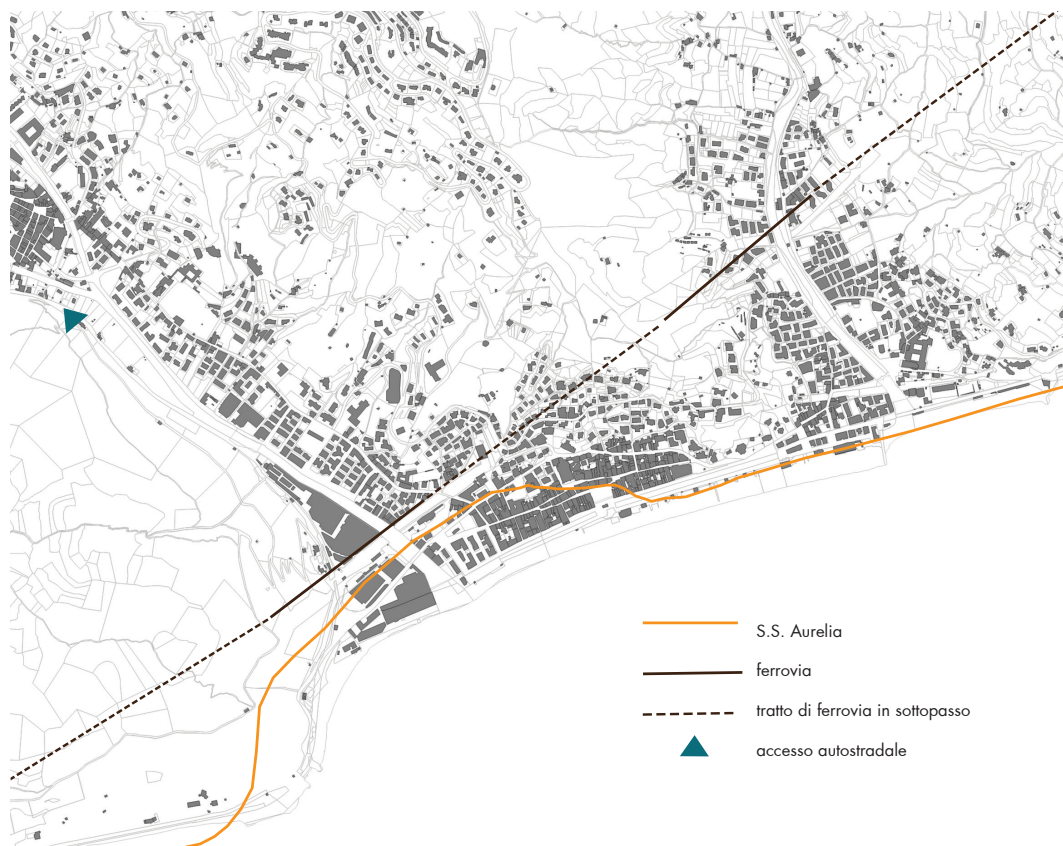 S.S. Aurelia
ferrovia
tratto di ferrovia in sottopasso
accesso autostradale